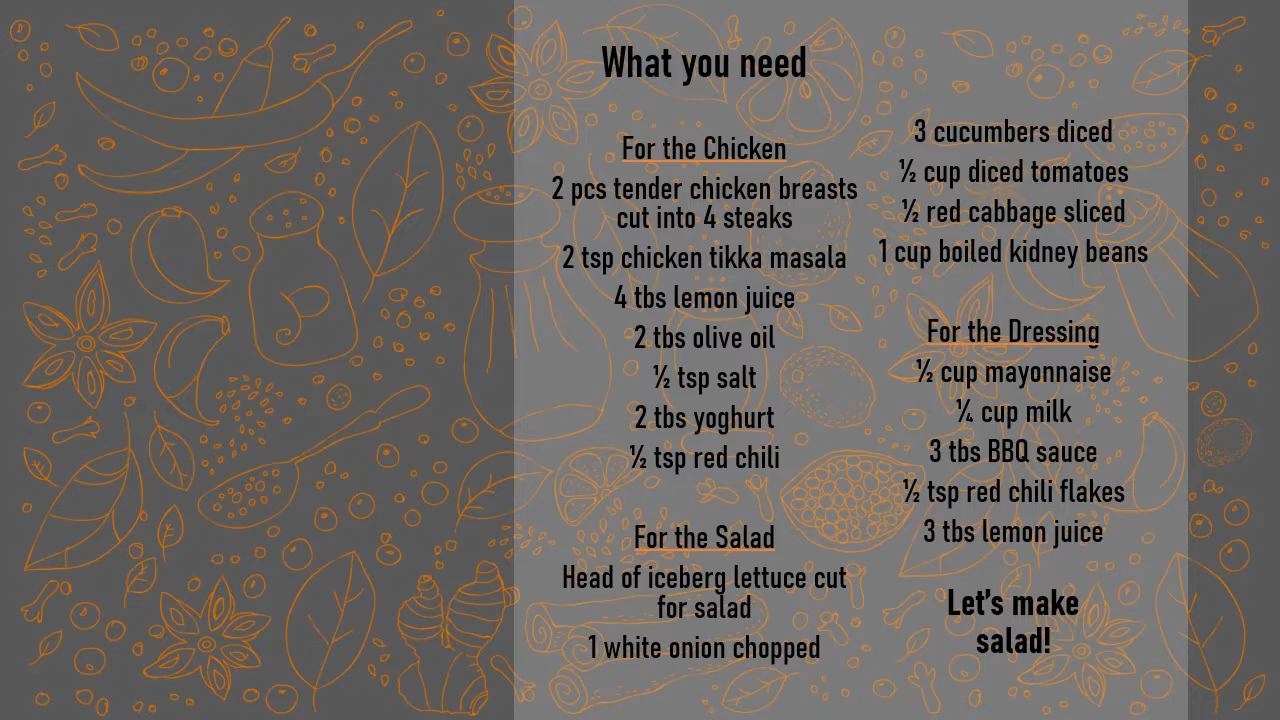 What you need
For the Chicken
2 pcs tender chicken breasts
cut into 4 steaks
2 tsp chicken tikka masala
4 tbs lemon juice
2 tbs olive oil
½ tsp salt
2 tbs yoghurt
½ tsp red chili
For the Salad
Head of iceberg lettuce cut
for salad
1 white onion chopped
3 cucumbers diced
½ cup diced tomatoes
½ red cabbage sliced
1 cup boiled kidney beans
For the Dressing
½ cup mayonnaise
¼ cup milk
3 tbs BBQ sauce
½ tsp red chili flakes
3 tbs lemon juice
Let's make
salad!